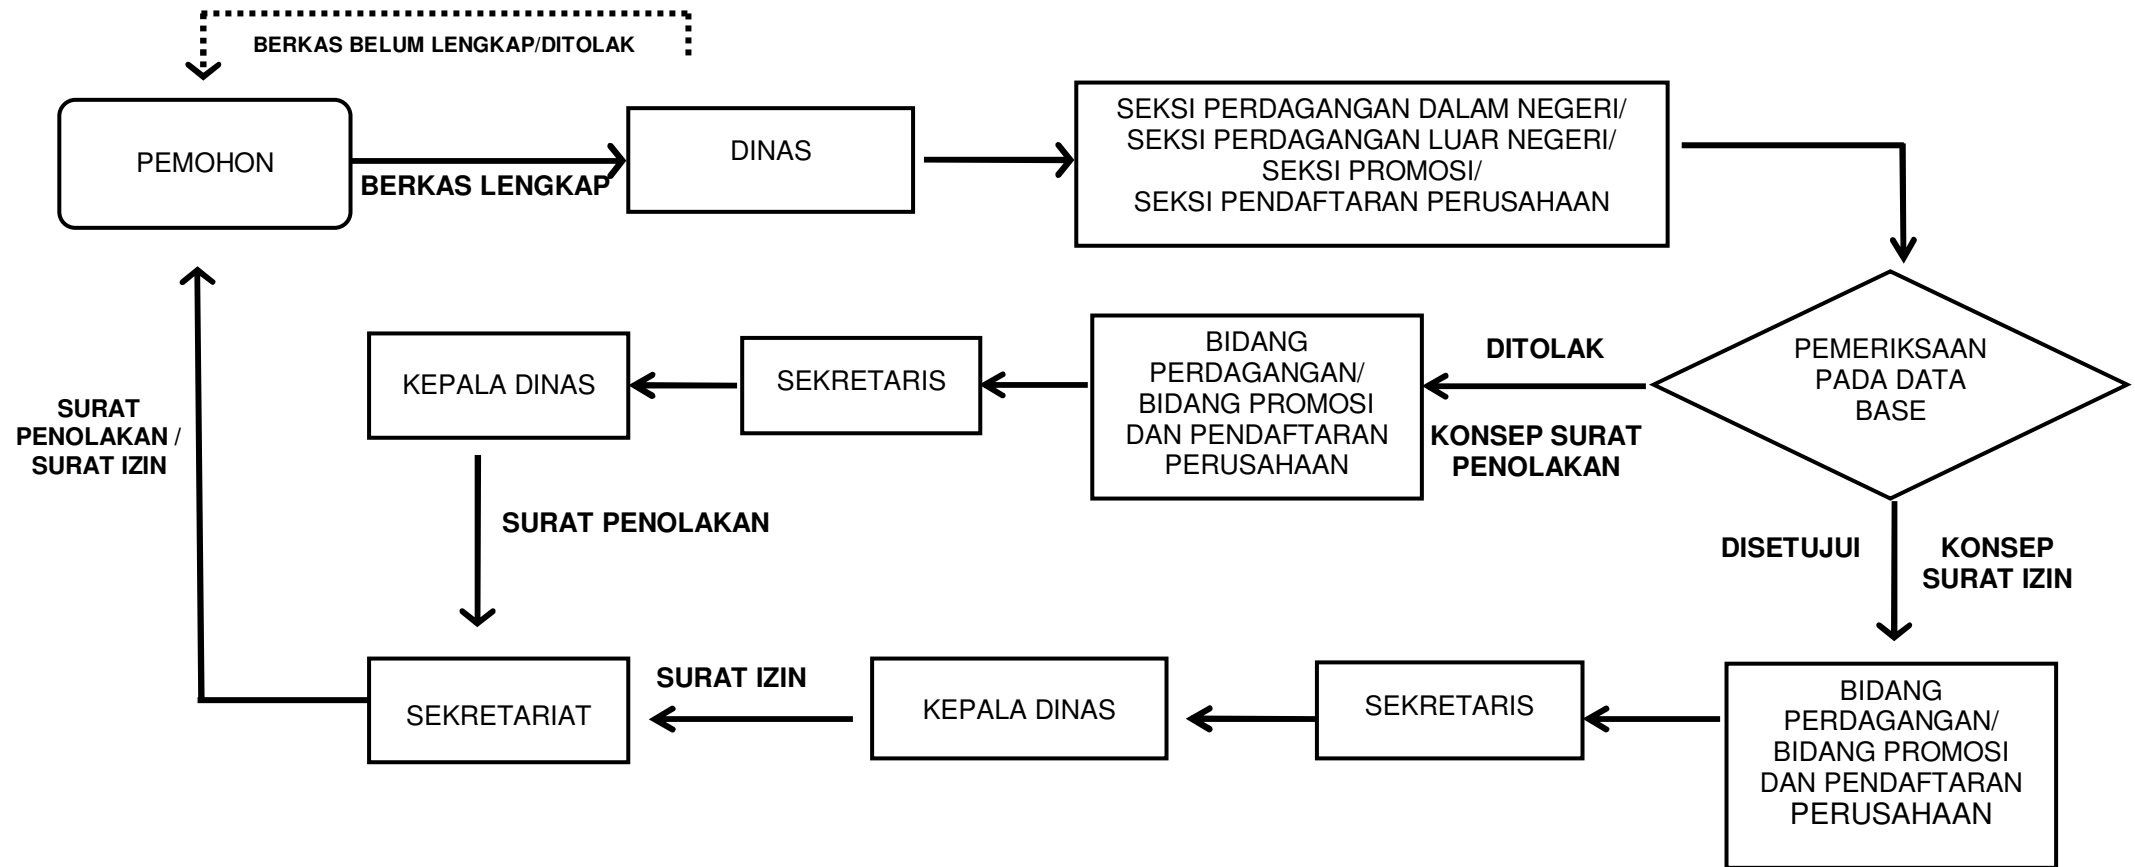 BERKAS BELUM LENGKAP/DITOLAK
PEMOHON
BERKAS LENGKAP
DINAS
SEKSI PERDAGANGAN DALAM NEGERI/
SEKSI PERDAGANGAN LUAR NEGERI/
SEKSI PROMOSI/
SEKSI PENDAFTARAN PERUSAHAAN
PEMERIKSAAN
PADA DATA
BASE
DITOLAK
KONSEP SURAT
PENOLAKAN
BIDANG
PERDAGANGAN/
BIDANG PROMOSI
DAN PENDAFTARAN
PERUSAHAAN
SEKRETARIS
KEPALA DINAS
SURAT PENOLAKAN
DISETUJUI
KONSEP
SURAT IZIN
BIDANG
PERDAGANGAN/
BIDANG PROMOSI
DAN PENDAFTARAN
PERUSAHAAN
SEKRETARIS
KEPALA DINAS
SURAT IZIN
SEKRETARIAT
SURAT
PENOLAKAN /
SURAT IZIN